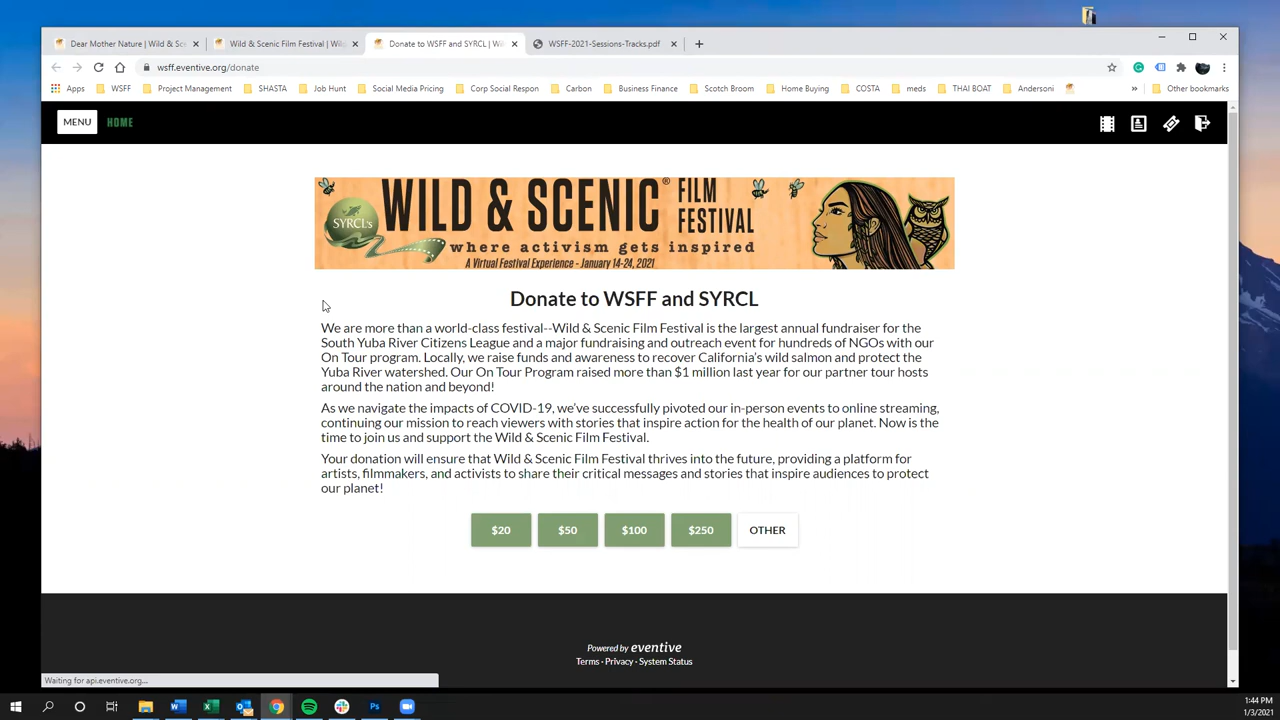 Dear Mother Nature | Wild & Sc
Wild & Scenic Film Festival | Wil
Donate to WSFF and SYRCL | Wi
WSFF-2021-Sessions-Tracks.pdf
wsff.eventive.org/donate
Apps
WSFF
Project Management
SHASTA
Job Hunt
Social Media Pricing
Corp Social Respon
Carbon
Business Finance
Scotch Broom
Home Buying
COSTA
meds
THAI BOAT
Andersoni
»
Other bookmarks
MENU
HOME
SYRCL's
WILD & SCENIC® FILM FESTIVAL
where activism gets inspired
A Virtual Festival Experience - January 14-24, 2021
Donate to WSFF and SYRCL
We are more than a world-class festival--Wild & Scenic Film Festival is the largest annual fundraiser for the
South Yuba River Citizens League and a major fundraising and outreach event for hundreds of NGOs with our
On Tour program. Locally, we raise funds and awareness to recover California's wild salmon and protect the
Yuba River watershed. Our On Tour Program raised more than $1 million last year for our partner tour hosts
around the nation and beyond!
As we navigate the impacts of COVID-19, we've successfully pivoted our in-person events to online streaming,
continuing our mission to reach viewers with stories that inspire action for the health of our planet. Now is the
time to join us and support the Wild & Scenic Film Festival.
Your donation will ensure that Wild & Scenic Film Festival thrives into the future, providing a platform for
artists, filmmakers, and activists to share their critical messages and stories that inspire audiences to protect
our planet!
$20
$50
$100
$250
OTHER
Powered by eventive
Terms · Privacy · System Status
Waiting for api.eventive.org...
1:44 PM
1/3/2021